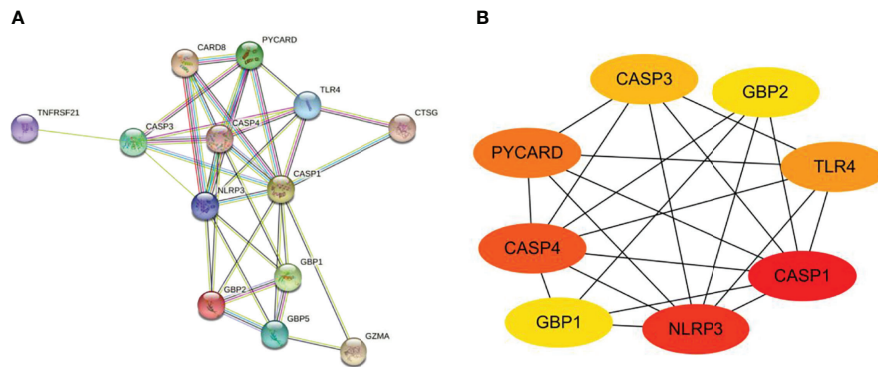 A
PYCARD
CARD8
TLR4
TNFRSF21
CASP3
CASP4
CTSG
NLRP3
CASP1
GBP1
GBP2
GBP5
GZMA
B
CASP3
GBP2
PYCARD
TLR4
CASP4
CASP1
GBP1
NLRP3